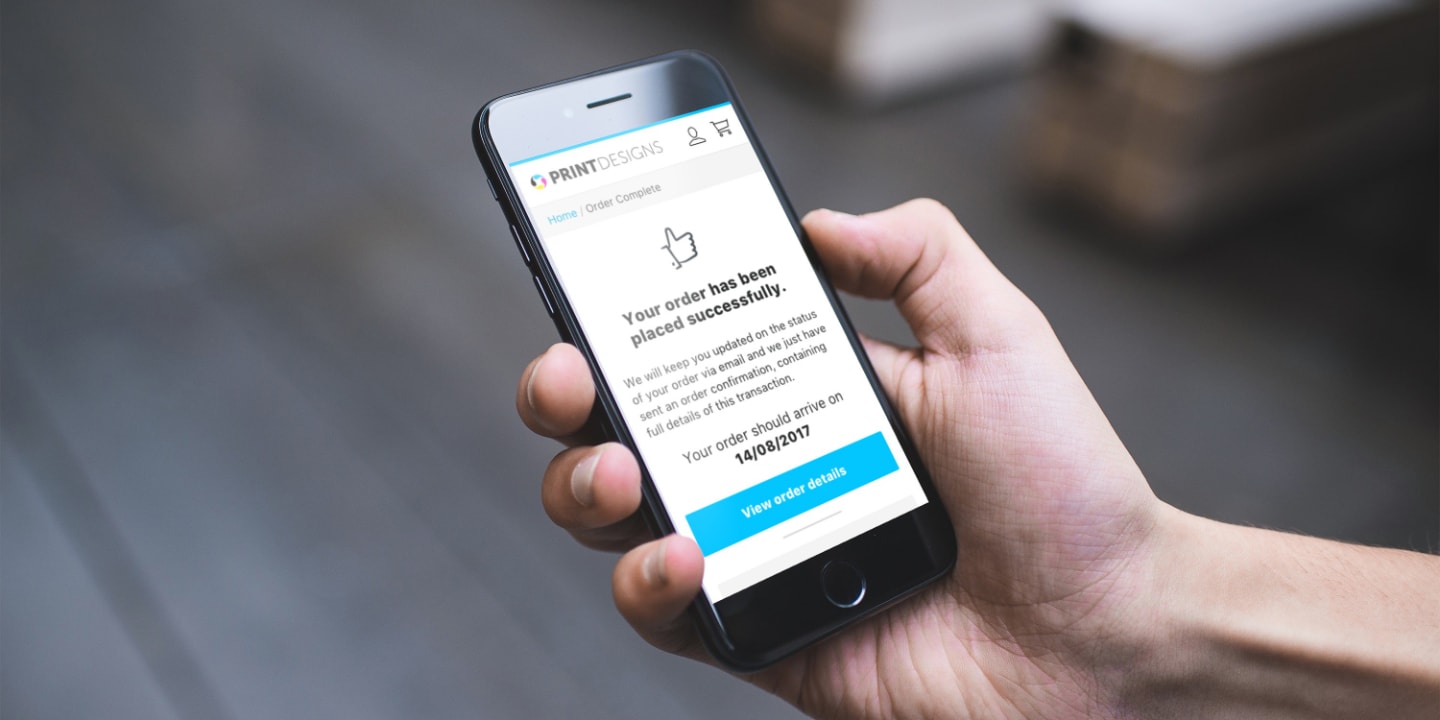 PRINTDESIGNS
Home / Order Complete
Your order has been
placed successfully.
We will keep you updated on the status
of your order via email and we just have
sent an order confirmation, containing
full details of this transaction.
Your order should arrive on
14/08/2017
View order details